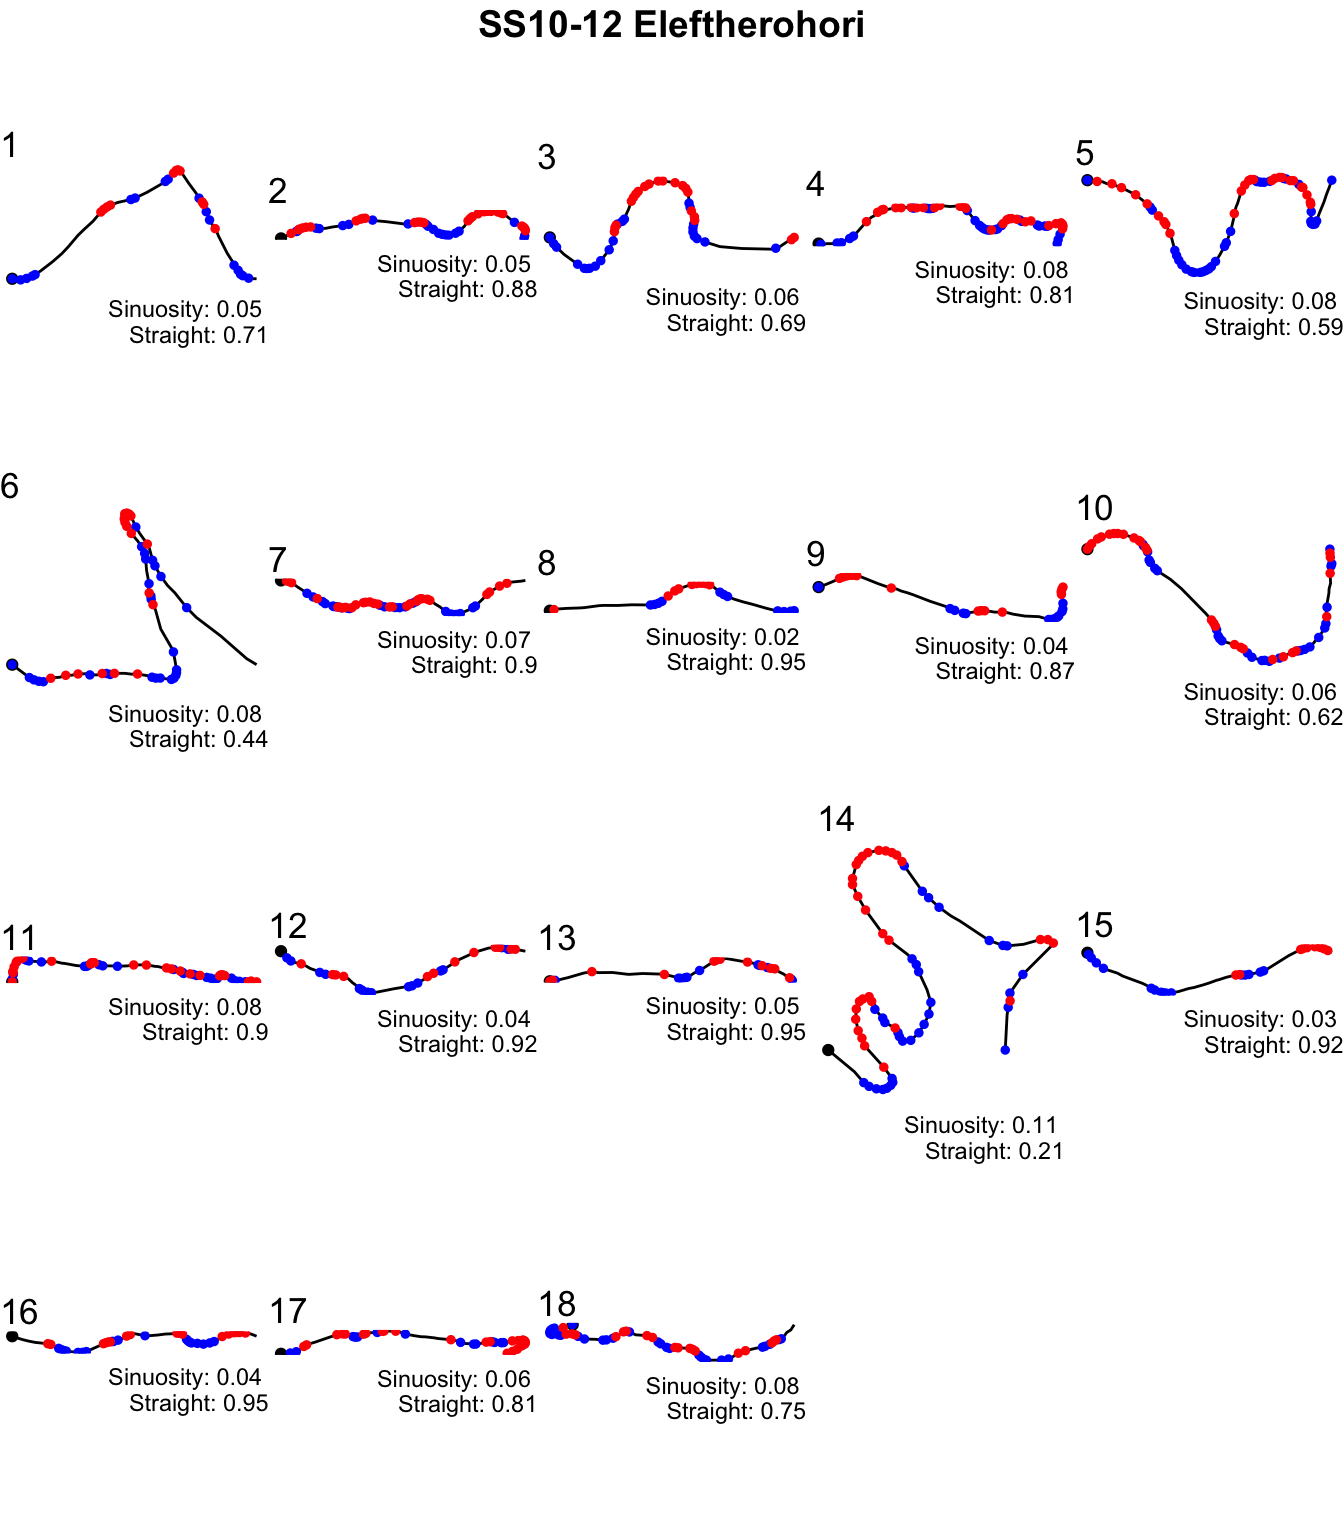 SS10-12 Eleftherohori
1
Sinuosity: 0.05
Straight: 0.71
2
Sinuosity: 0.05
Straight: 0.88
3
Sinuosity: 0.06
Straight: 0.69
4
Sinuosity: 0.08
Straight: 0.81
5
Sinuosity: 0.08
Straight: 0.59
6
Sinuosity: 0.08
Straight: 0.44
7
Sinuosity: 0.07
Straight: 0.9
8
Sinuosity: 0.02
Straight: 0.95
9
Sinuosity: 0.04
Straight: 0.87
10
Sinuosity: 0.06
Straight: 0.62
11
Sinuosity: 0.08
Straight: 0.9
12
Sinuosity: 0.04
Straight: 0.92
13
Sinuosity: 0.05
Straight: 0.95
14
Sinuosity: 0.11
Straight: 0.21
15
Sinuosity: 0.03
Straight: 0.92
16
Sinuosity: 0.04
Straight: 0.95
17
Sinuosity: 0.06
Straight: 0.81
18
Sinuosity: 0.08
Straight: 0.75